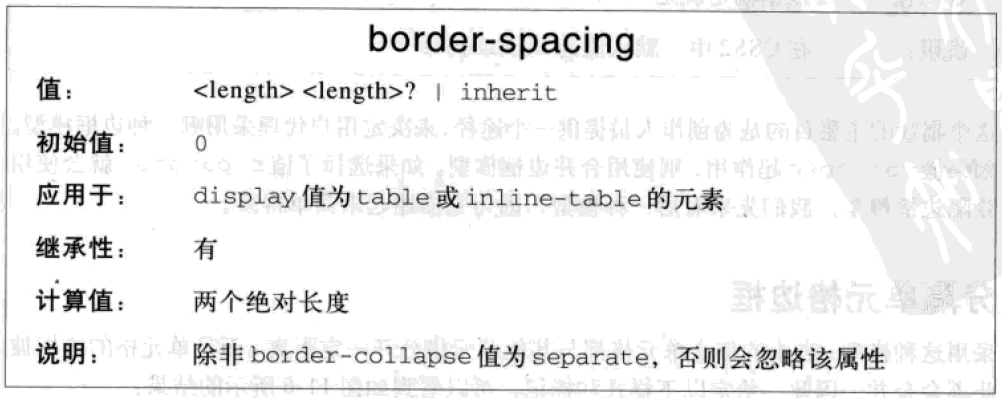 border-spacing
值： <length> <length>? | inherit
初始值： 0
应用于： display 值为 table 或 inline-table 的元素
继承性： 有
计算值： 两个绝对长度
说明： 除非 border-collapse 值为 separate，否则会忽略该属性